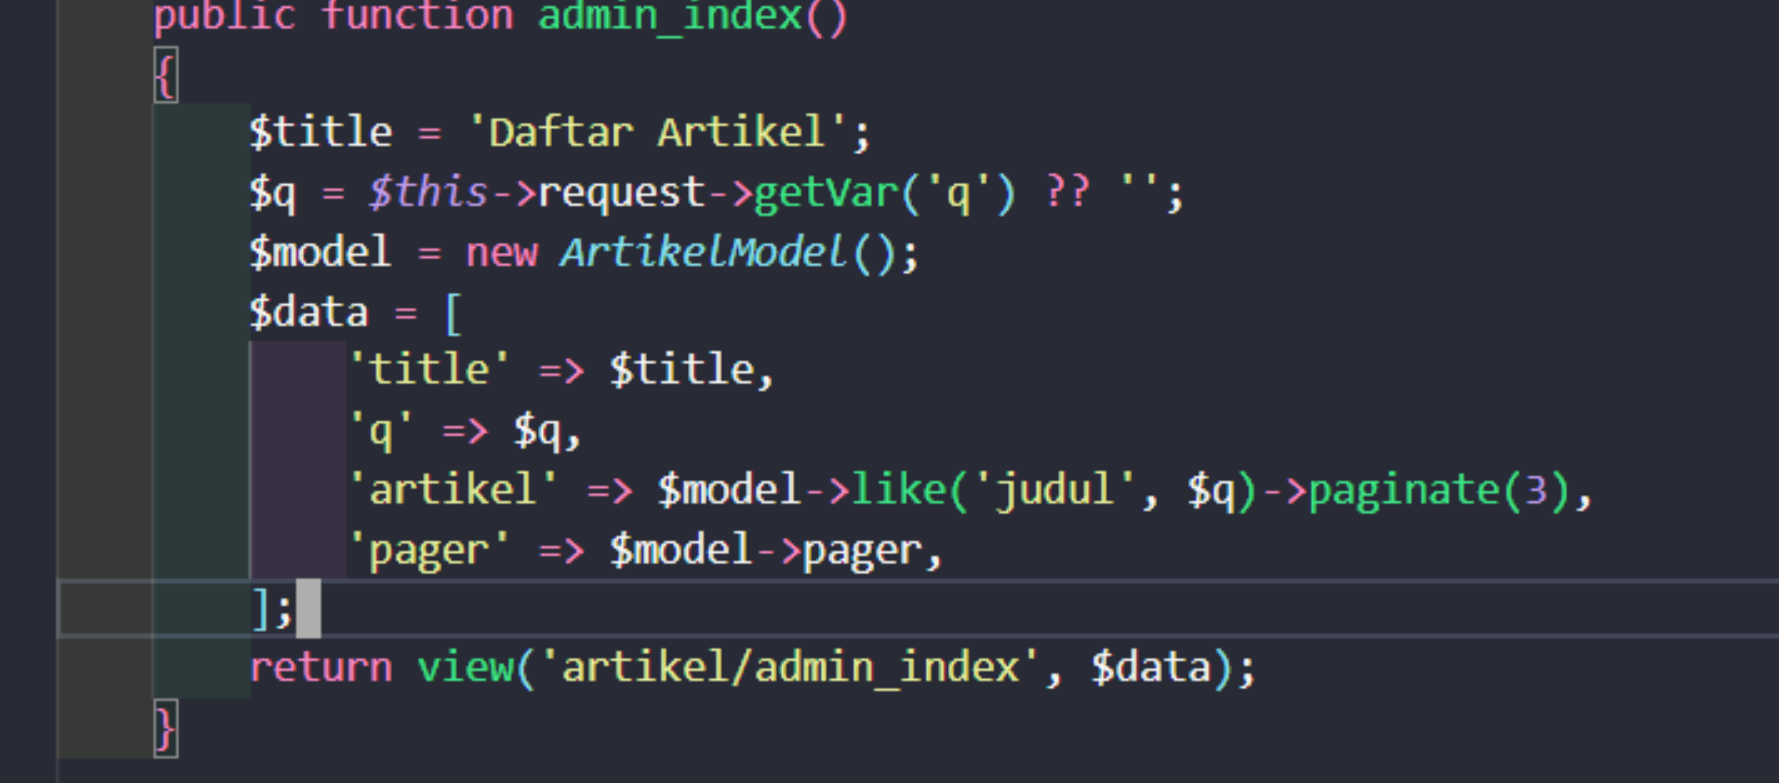 public function admin_index()
{
$title = 'Daftar Artikel';
$q = $this->request->getVar('q') ?? '';
$model = new ArtikelModel();
$data = [
'title' => $title,
'q' => $q,
'artikel' => $model->like('judul', $q)->paginate(3),
'pager' => $model->pager,
];
return view('artikel/admin_index', $data);
}